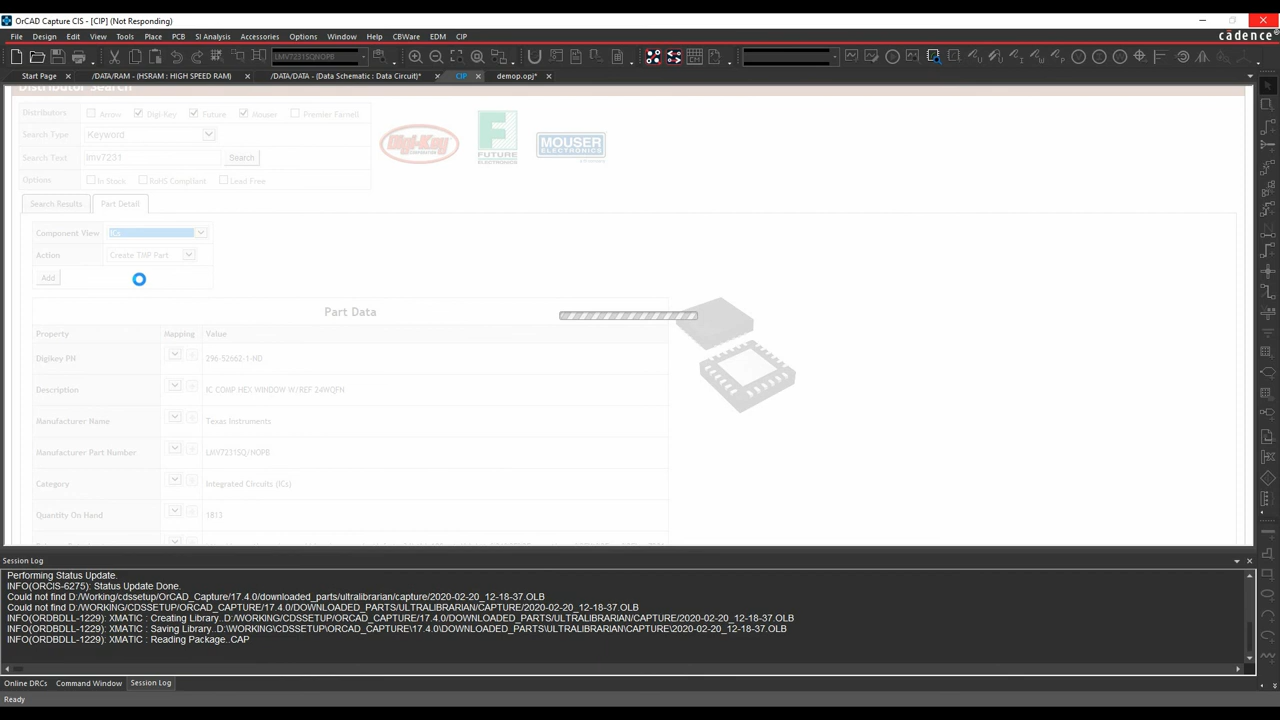 OrCAD Capture CIS - [CIP] (Not Responding)
File Design Edit View Tools Place PCB SI Analysis Accessories Options Window Help CBWare EDM CIP
cadence
LMV7231SQNOPB
Start Page /DATA/RAM - (HSRAM : HIGH SPEED RAM) /DATA/DATA - (Data Schematic : Data Circuit)* CIP demop.opj*
Distributor Search
Distributors Arrow Digi-Key Future Mouser Premier Farnell
Search Type Keyword
Search Text lmv7231 Search
Options In Stock RoHS Compliant Lead Free
Digi-Key CORPORATION
F FUTURE ELECTRONICS
MOUSER ELECTRONICS
Search Results Part Detail
Component View ICs
Action Create TMP Part
Add
Part Data
Property Mapping Value
Digikey PN 296-52662-1-ND
Description IC COMP HEX WINDOW W/REF 24WQFN
Manufacturer Name Texas Instruments
Manufacturer Part Number LMV7231SQ/NOPB
Category Integrated Circuits (ICs)
Quantity On Hand 1813
Session Log
Performing Status Update.
INFO(ORCIS-6275): Status Update Done.
Could not find D:/Working/cdssetup/OrCAD_Capture/17.4.0/downloaded_parts/ultralibrarian/capture/2020-02-20_12-18-37.OLB
Could not find D:/WORKING/CDSSETUP/ORCAD_CAPTURE/17.4.0/DOWNLOADED_PARTS/ULTRALIBRARIAN/CAPTURE/2020-02-20_12-18-37.OLB
INFO(ORDBDLL-1229): XMATIC : Creating Library..D:/WORKING/CDSSETUP/ORCAD_CAPTURE/17.4.0/DOWNLOADED_PARTS/ULTRALIBRARIAN/CAPTURE/2020-02-20_12-18-37.OLB
INFO(ORDBDLL-1229): XMATIC : Saving Library..D:\WORKING\CDSSETUP\ORCAD_CAPTURE\17.4.0\DOWNLOADED_PARTS\ULTRALIBRARIAN\CAPTURE\2020-02-20_12-18-37.OLB
INFO(ORDBDLL-1229): XMATIC : Reading Package..CAP
Online DRCs Command Window Session Log
Ready